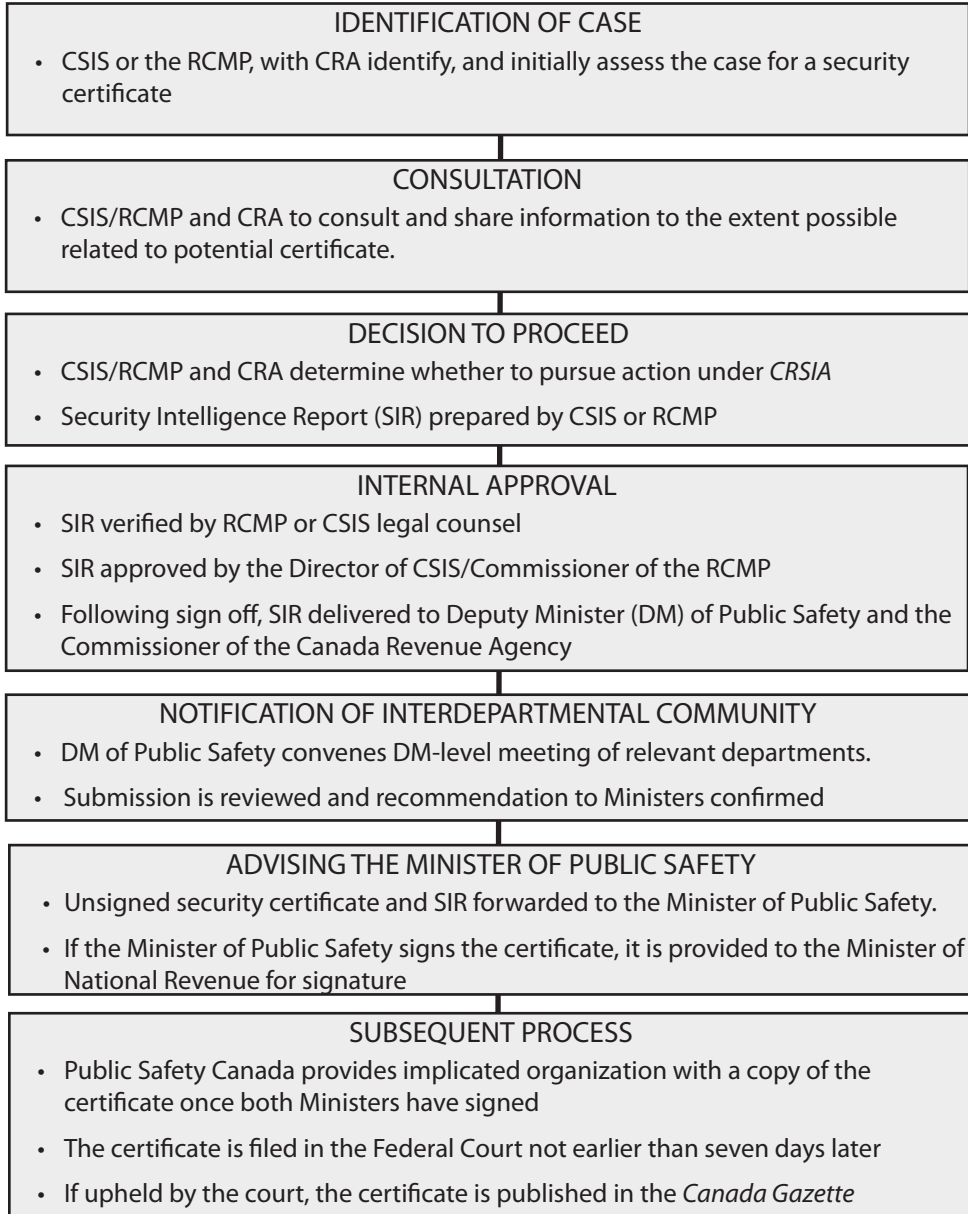 IDENTIFICATION OF CASE
• CSIS or the RCMP, with CRA identify, and initially assess the case for a security
certificate
CONSULTATION
• CSIS/RCMP and CRA to consult and share information to the extent possible
related to potential certificate.
DECISION TO PROCEED
• CSIS/RCMP and CRA determine whether to pursue action under CRSIA
• Security Intelligence Report (SIR) prepared by CSIS or RCMP
INTERNAL APPROVAL
• SIR verified by RCMP or CSIS legal counsel
• SIR approved by the Director of CSIS/Commissioner of the RCMP
• Following sign off, SIR delivered to Deputy Minister (DM) of Public Safety and the
Commissioner of the Canada Revenue Agency
NOTIFICATION OF INTERDEPARTMENTAL COMMUNITY
• DM of Public Safety convenes DM-level meeting of relevant departments.
• Submission is reviewed and recommendation to Ministers confirmed
ADVISING THE MINISTER OF PUBLIC SAFETY
• Unsigned security certificate and SIR forwarded to the Minister of Public Safety.
• If the Minister of Public Safety signs the certificate, it is provided to the Minister of
National Revenue for signature
SUBSEQUENT PROCESS
• Public Safety Canada provides implicated organization with a copy of the
certificate once both Ministers have signed
• The certificate is filed in the Federal Court not earlier than seven days later
• If upheld by the court, the certificate is published in the Canada Gazette